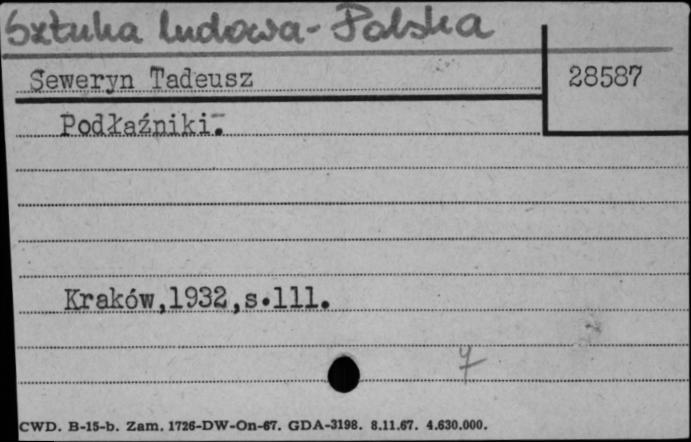 Sztuka ludowa - Polska
Seweryn Tadeusz
28587
Podłaźniki.
Kraków,1932,s.111.
CWD. B-15-b. Zam. 1726-DW-On-67. GDA-3198. 8.11.67. 4.630.000.